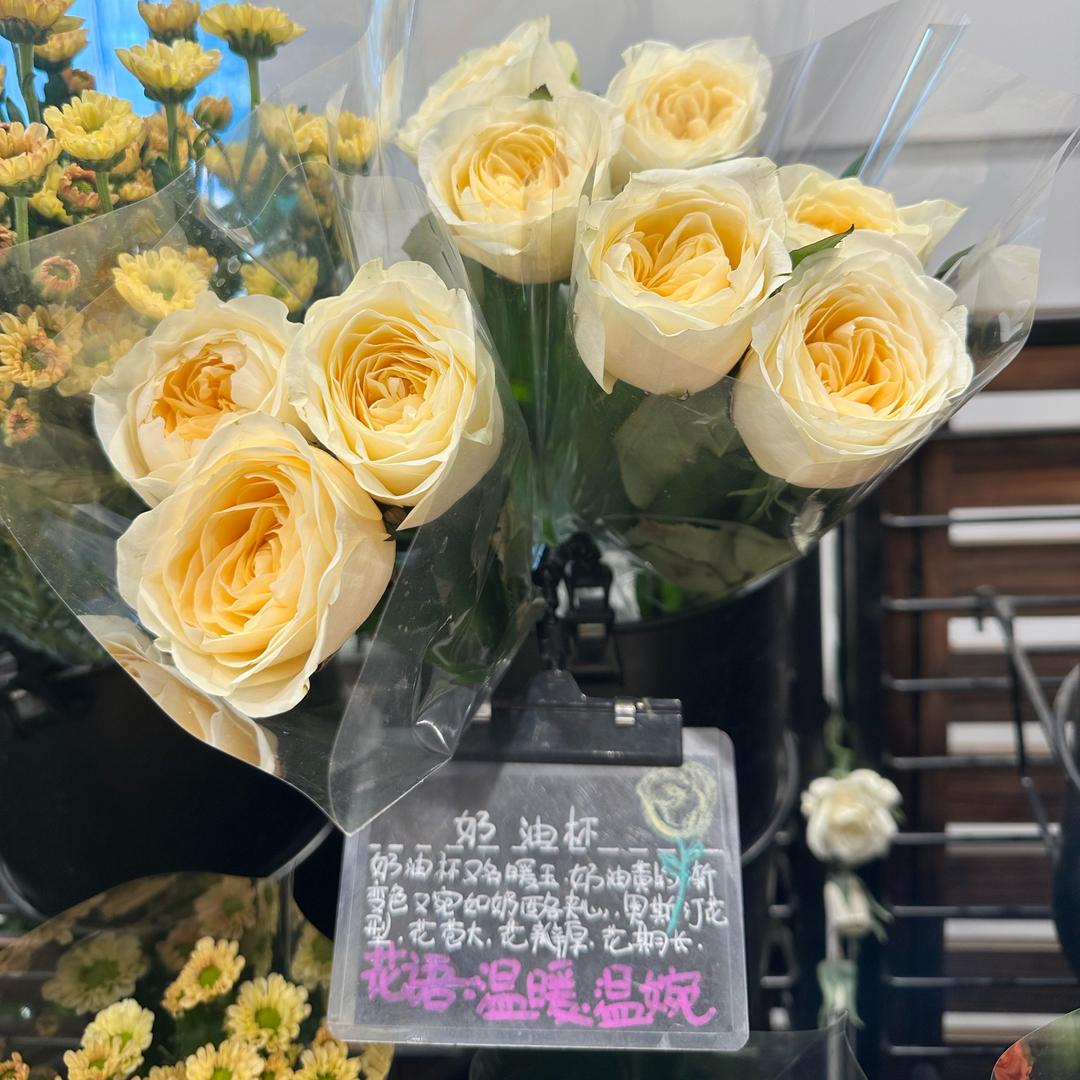 奶油杯
奶油杯又名暖玉.奶油黄的渐
变色又宛如奶酪夹心.奥斯汀花
型.花苞大.花瓣厚.花期长.
花语:温暖.温婉